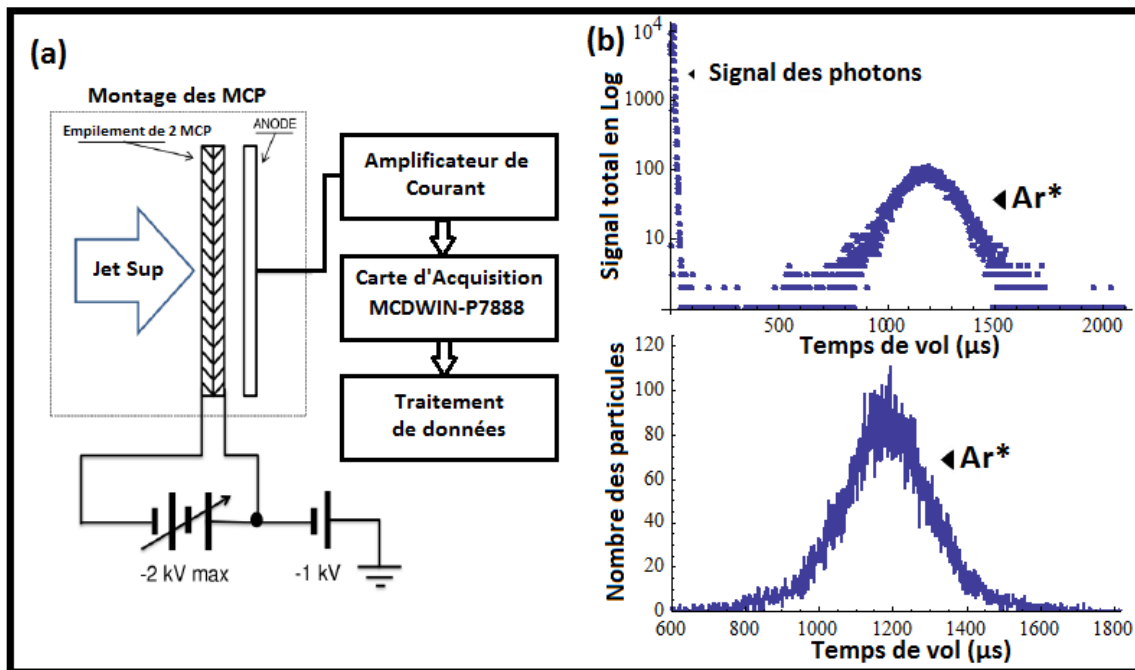 (a)
Montage des MCP
Empilement de 2 MCP
ANODE
Jet Sup
Amplificateur de
Courant
Carte d'Acquisition
MCDWIN-P7888
Traitement
de données
-2 kV max
-1 kV
(b)
Signal total en Log
10⁴
1000
100
10
Signal des photons
Ar*
500
1000
1500
2000
Temps de vol (µs)
Nombre des particules
120
100
80
60
40
20
0
Ar*
600
800
1000
1200
1400
1600
1800
Temps de vol (µs)